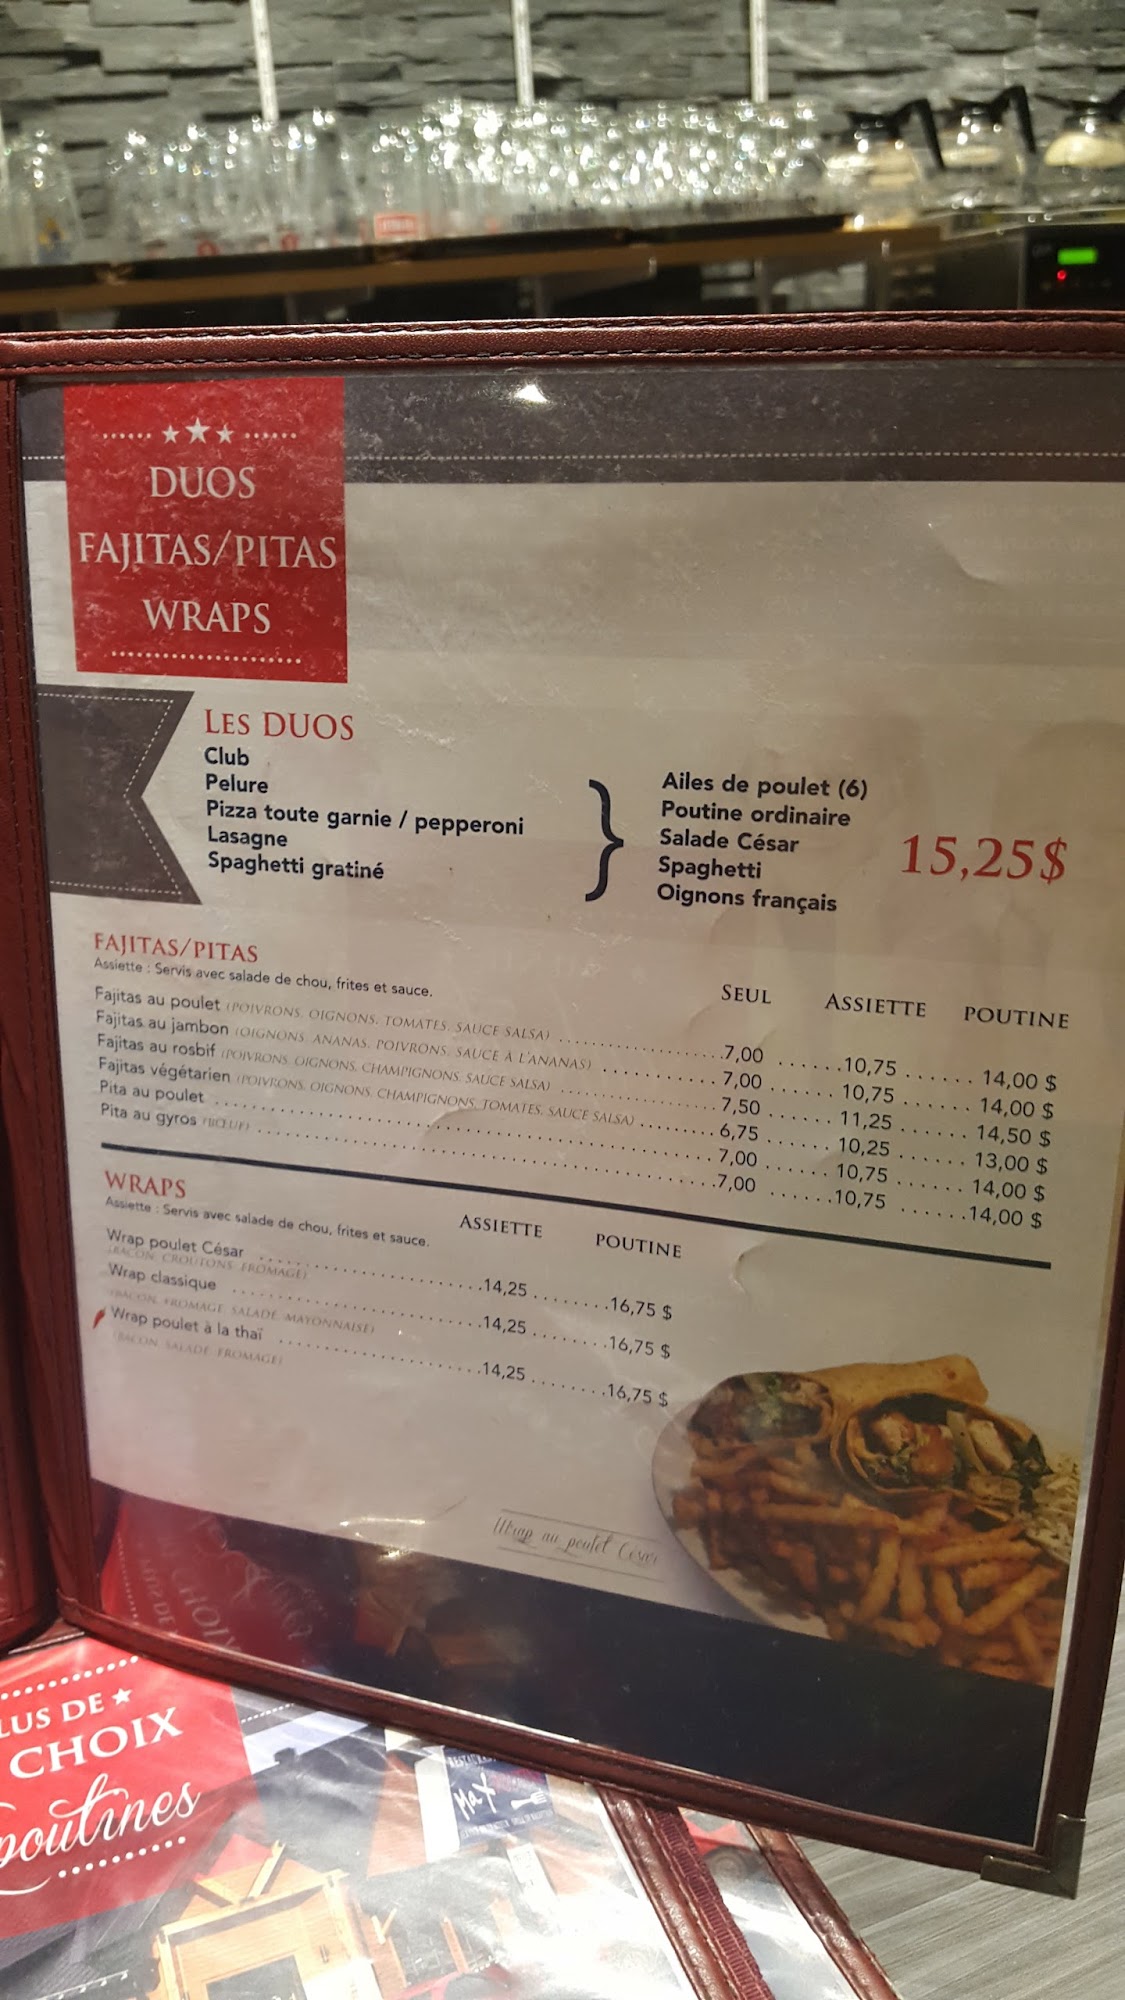 DUOS
FAJITAS/PITAS
WRAPS
LES DUOS
Club
Pelure
Pizza toute garnie / pepperoni
Lasagne
Spaghetti gratiné
}
Ailes de poulet (6)
Poutine ordinaire
Salade César
Spaghetti
Oignons français
15,25$
FAJITAS/PITAS
Assiette : Servis avec salade de chou, frites et sauce.
SEUL ASSIETTE POUTINE
Fajitas au poulet (POIVRONS, OIGNONS, TOMATES, SAUCE SALSA) 7,00 10,75 14,00 $
Fajitas au jambon (OIGNONS, ANANAS, POIVRONS, SAUCE À L'ANANAS) 7,00 10,75 14,00 $
Fajitas au rosbif (POIVRONS, OIGNONS, CHAMPIGNONS, SAUCE SALSA) 7,50 11,25 14,50 $
Fajitas végétarien (POIVRONS, OIGNONS, CHAMPIGNONS, TOMATES, SAUCE SALSA) 6,75 10,25 13,00 $
Pita au poulet 7,00 10,75 14,00 $
Pita au gyros (BŒUF) 7,00 10,75 14,00 $
WRAPS
Assiette : Servis avec salade de chou, frites et sauce.
ASSIETTE POUTINE
Wrap poulet César 14,25 16,75 $
(BACON, CROUTONS, FROMAGE)
Wrap classique 14,25 16,75 $
(BACON, FROMAGE, SALADE, MAYONNAISE)
Wrap poulet à la thaï 14,25 16,75 $
(BACON, SALADE, FROMAGE)
Wrap au poulet César
LUS DE
CHOIX
poutines
Max